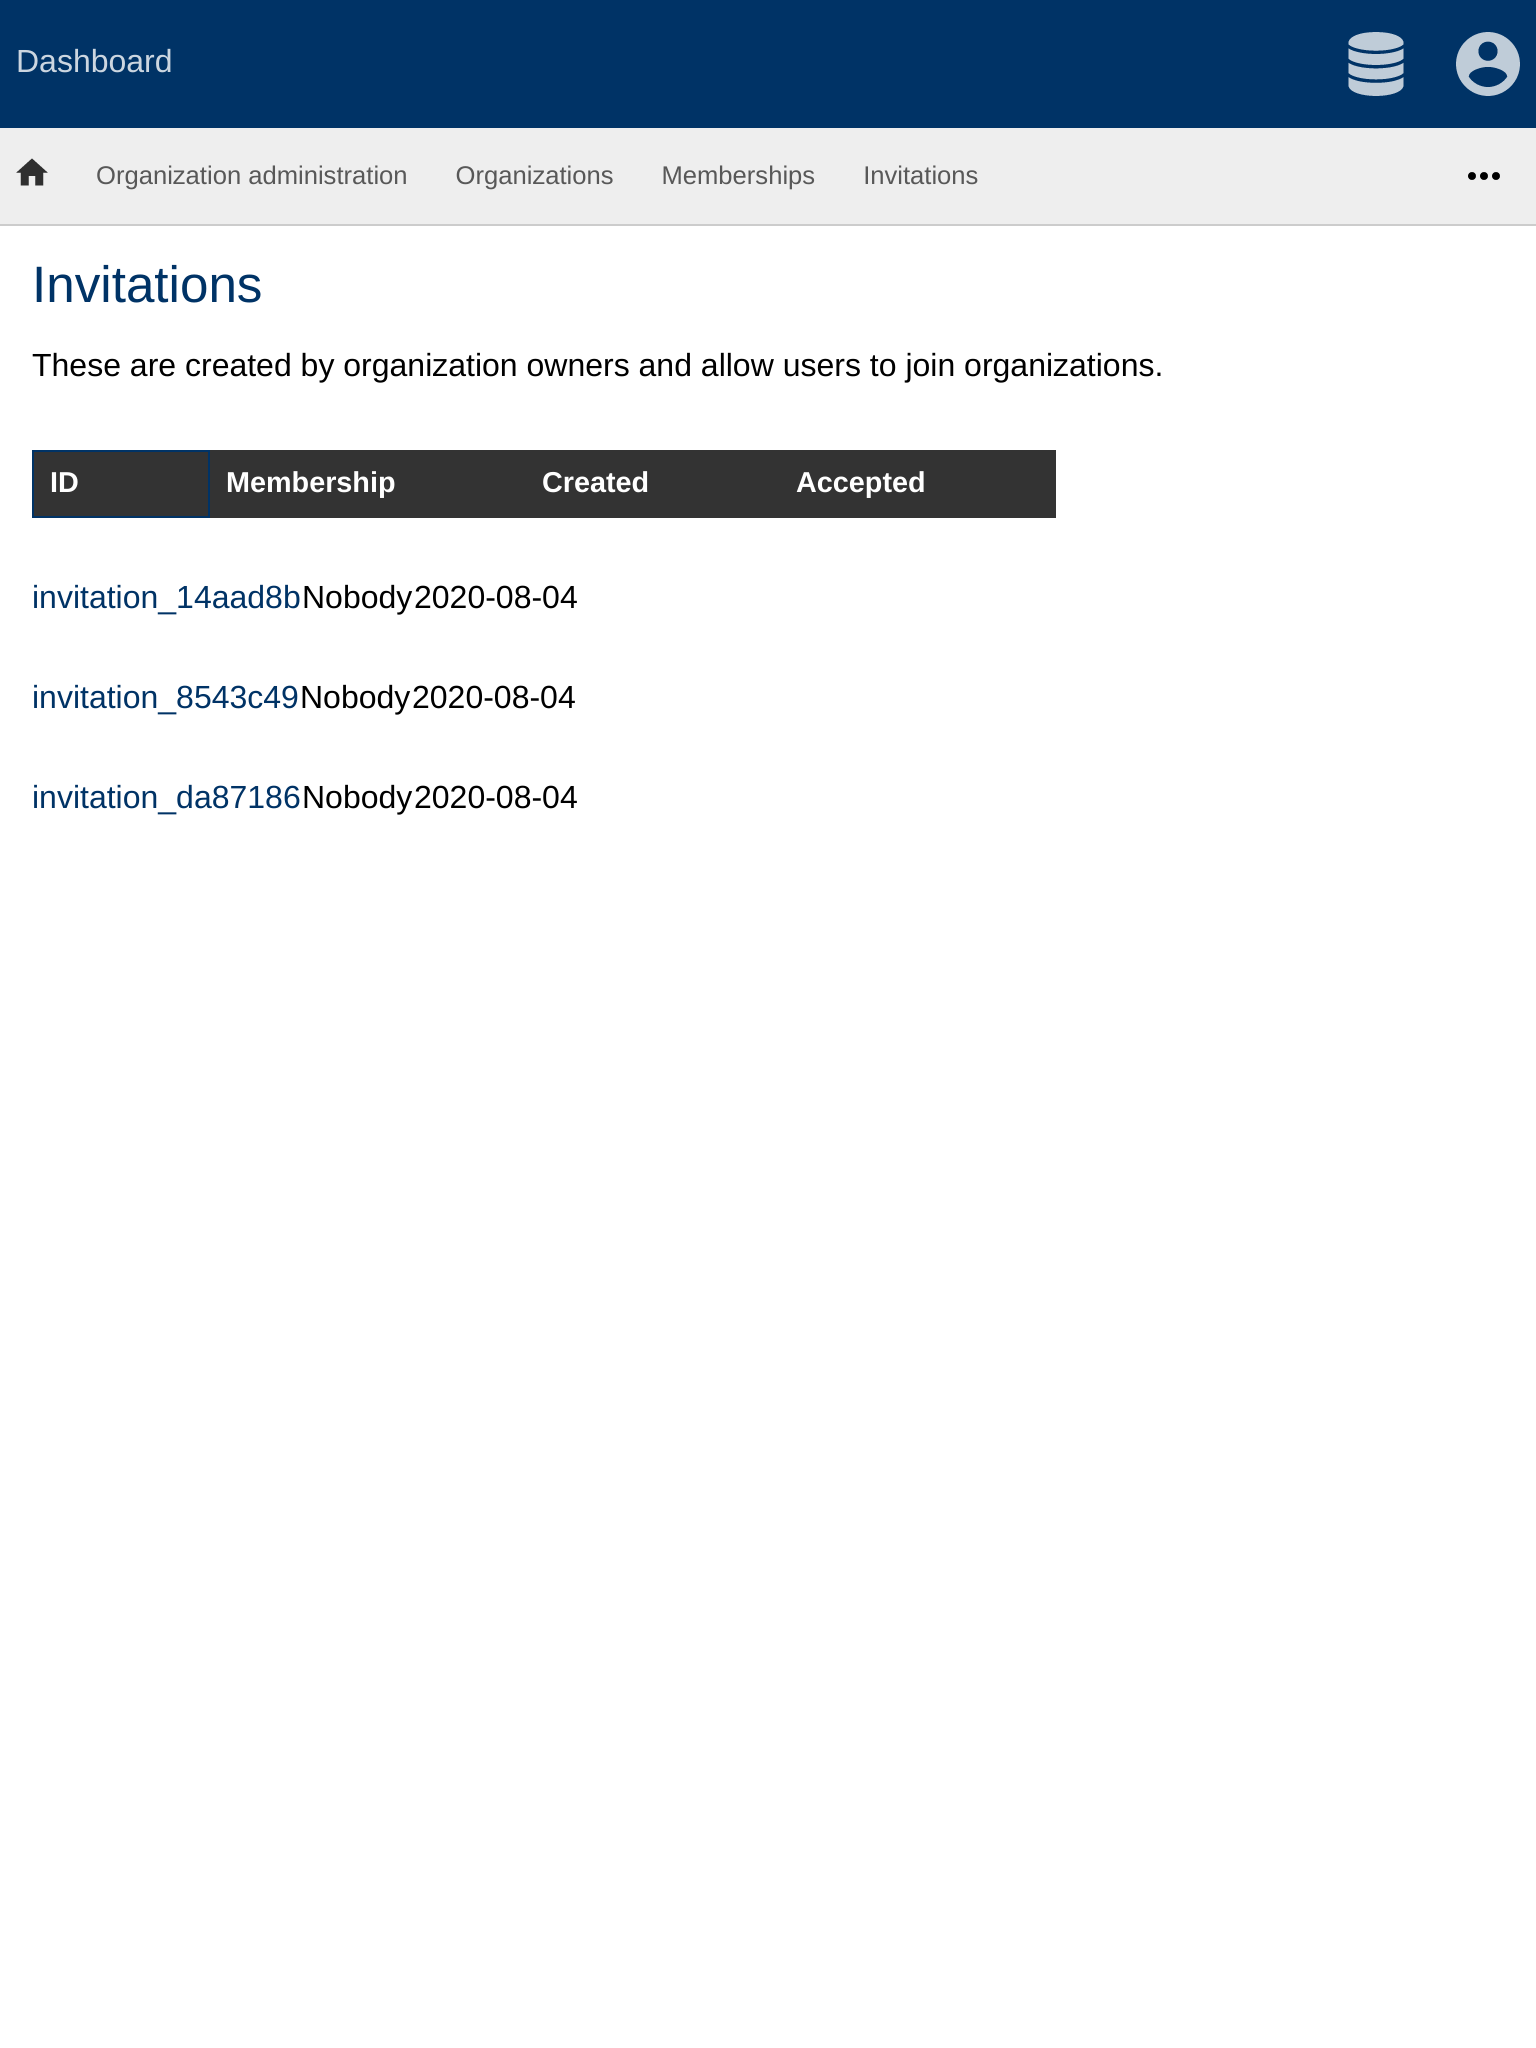 Dashboard
Organization administration Organizations Memberships Invitations
Invitations
These are created by organization owners and allow users to join organizations.
ID Membership Created Accepted
invitation_14aad8bNobody2020-08-04
invitation_8543c49Nobody2020-08-04
invitation_da87186Nobody2020-08-04